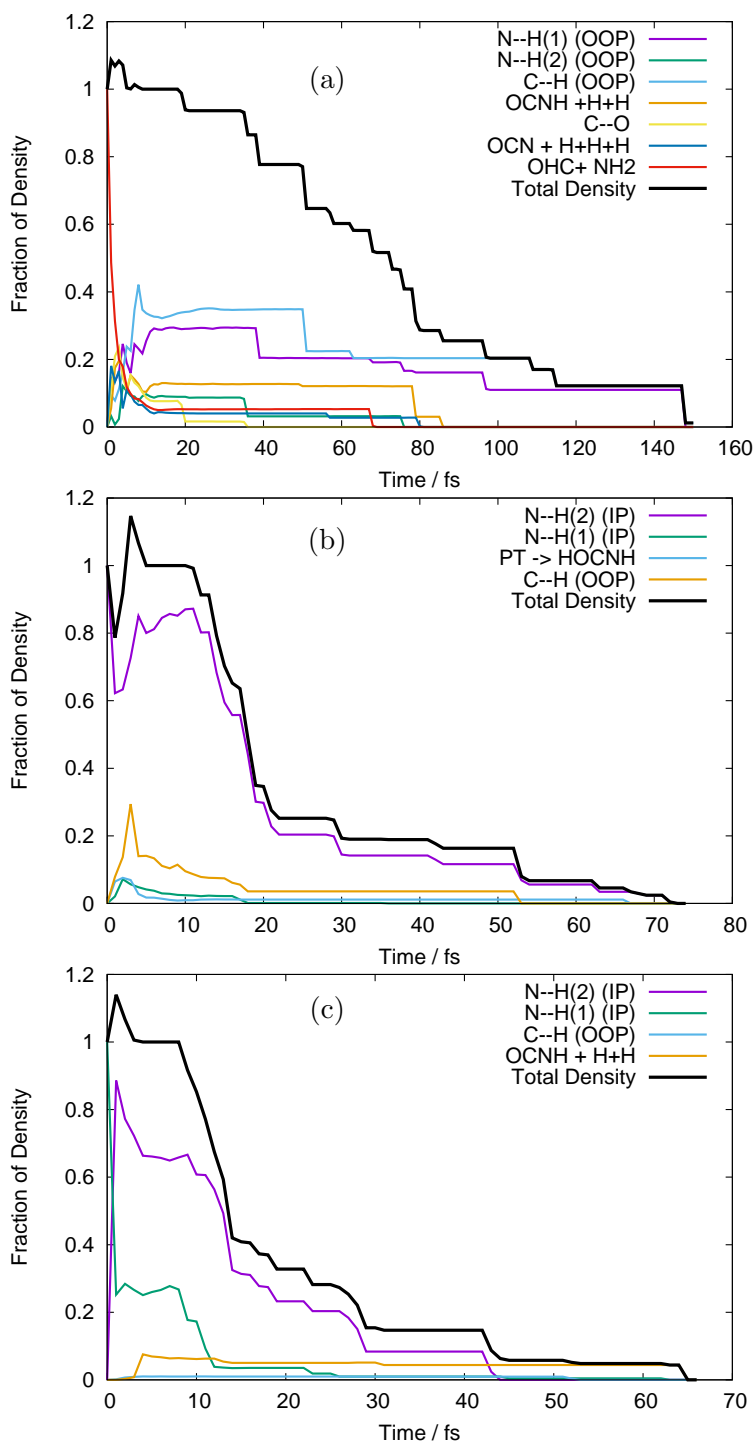 1.2
N--H(1) (OOP)
N--H(2) (OOP)
(a)
C--H (OOP)
1
OCNH +H+H
C--O
OCN + H+H+H
0.8
OHC+ NH2
Total Density
Fraction of Density
0.6
0.4
0.2
0
0 20 40 60 80 100 120 140 160
Time / fs
1.2
N--H(2) (IP)
(b)
N--H(1) (IP)
PT -> HOCNH
1
C--H (OOP)
Total Density
0.8
Fraction of Density
0.6
0.4
0.2
0
0 10 20 30 40 50 60 70 80
Time / fs
1.2
N--H(2) (IP)
(c)
N--H(1) (IP)
C--H (OOP)
1
OCNH + H+H
Total Density
0.8
Fraction of Density
0.6
0.4
0.2
0
0 10 20 30 40 50 60 70
Time / fs